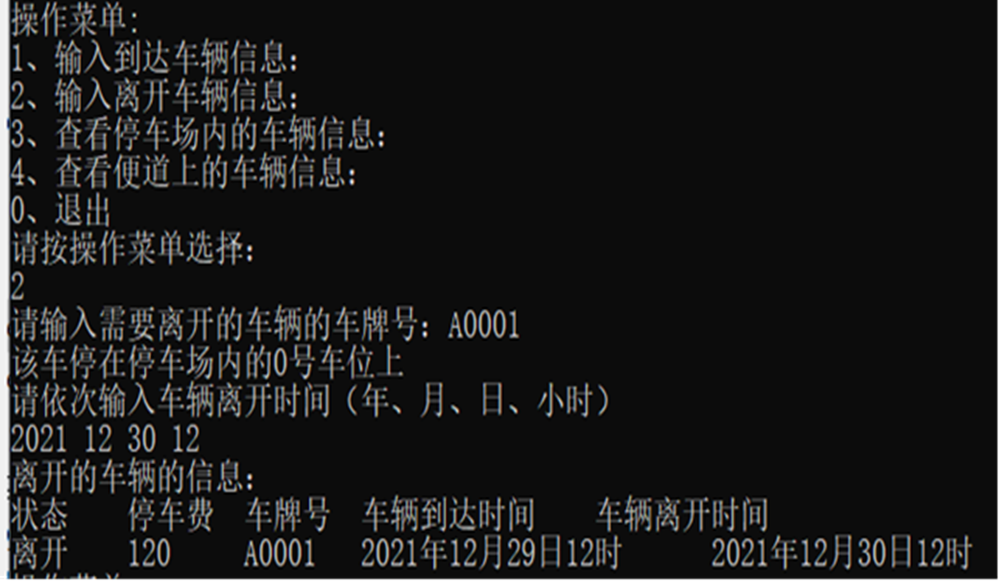 操作菜单:
1、输入到达车辆信息：
2、输入离开车辆信息：
3、查看停车场内的车辆信息：
4、查看便道上的车辆信息：
0、退出
请按操作菜单选择：
2
请输入需要离开的车辆的车牌号：A0001
该车停在停车场内的0号车位上
请依次输入车辆离开时间（年、月、日、小时）
2021 12 30 12
离开的车辆的信息：
状态 停车费 车牌号 车辆到达时间 车辆离开时间
离开 120 A0001 2021年12月29日12时 2021年12月30日12时